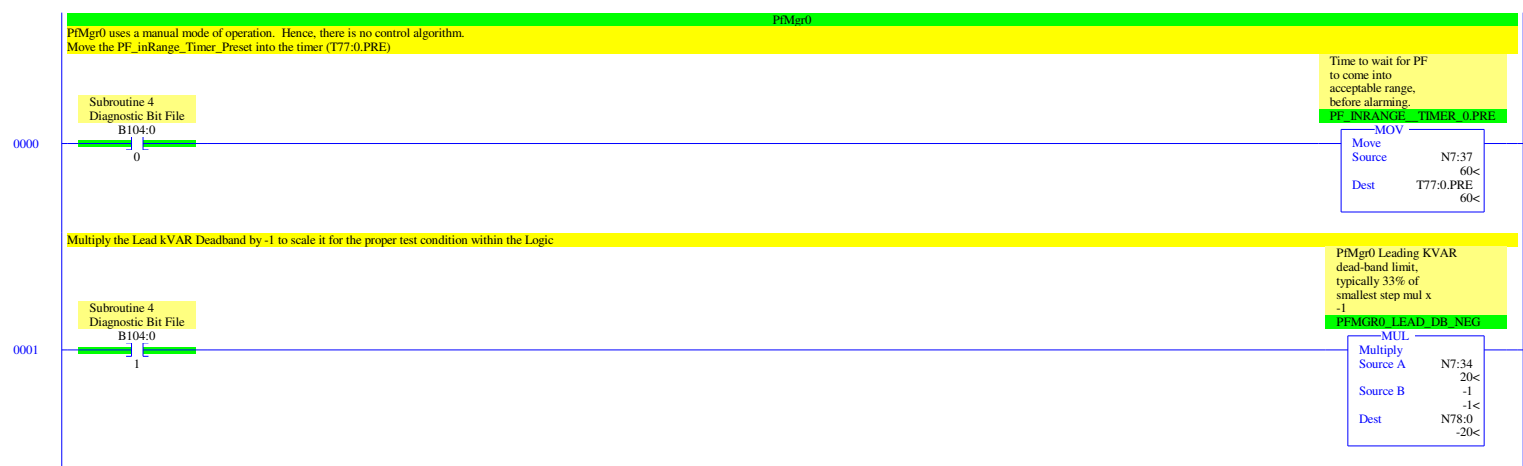 PfMgr0
PfMgr0 uses a manual mode of operation.  Hence, there is no control algorithm.
Move the PF_inRange_Timer_Preset into the timer (T77:0.PRE)
Time to wait for PF
to come into
acceptable range,
before alarming.
PF_INRANGE__TIMER_0.PRE
Subroutine 4
Diagnostic Bit File
B104:0
0
0000
MOV
Move
Source N7:37
60<
Dest T77:0.PRE
60<
Multiply the Lead kVAR Deadband by -1 to scale it for the proper test condition within the Logic
PfMgr0 Leading KVAR
dead-band limit,
typically 33% of
smallest step mul x
-1
PFMGR0_LEAD_DB_NEG
Subroutine 4
Diagnostic Bit File
B104:0
1
0001
MUL
Multiply
Source A N7:34
20<
Source B -1
-1<
Dest N78:0
-20<